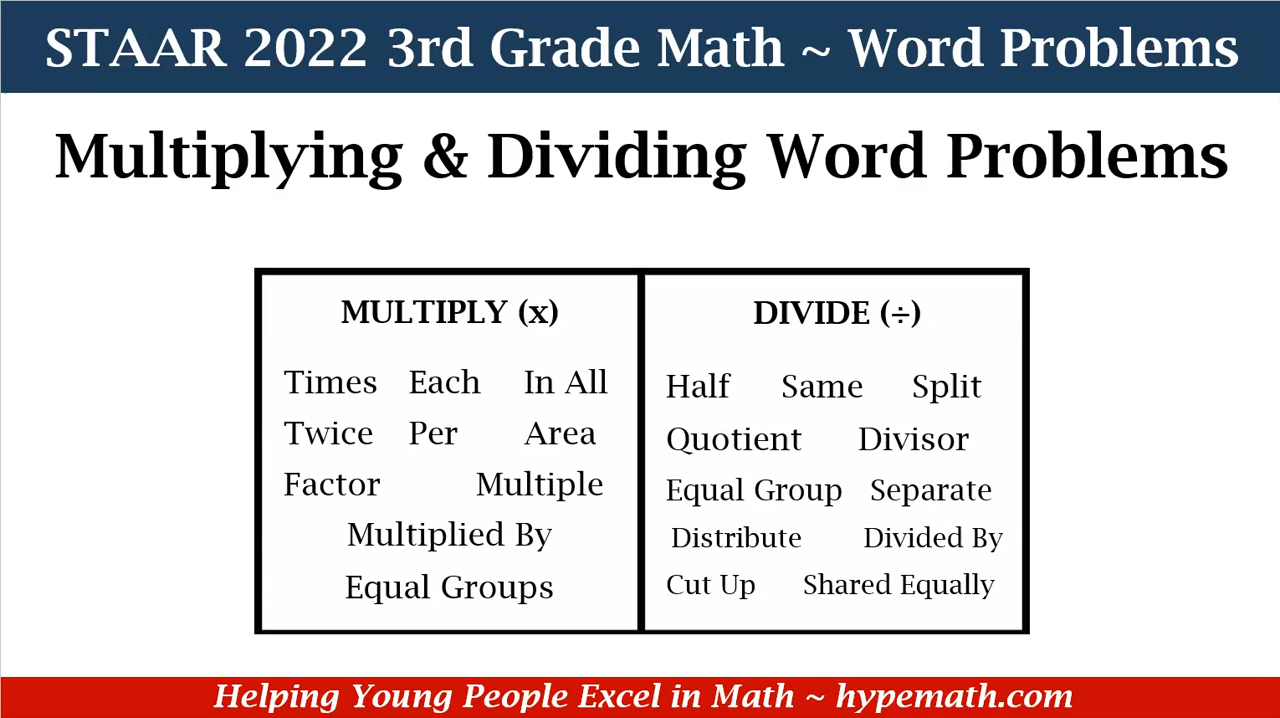 STAAR 2022 3rd Grade Math ~ Word Problems
Multiplying & Dividing Word Problems
MULTIPLY (x)
Times Each In All
Twice Per Area
Factor Multiple
Multiplied By
Equal Groups
DIVIDE (÷)
Half Same Split
Quotient Divisor
Equal Group Separate
Distribute Divided By
Cut Up Shared Equally
Helping Young People Excel in Math ~ hypemath.com